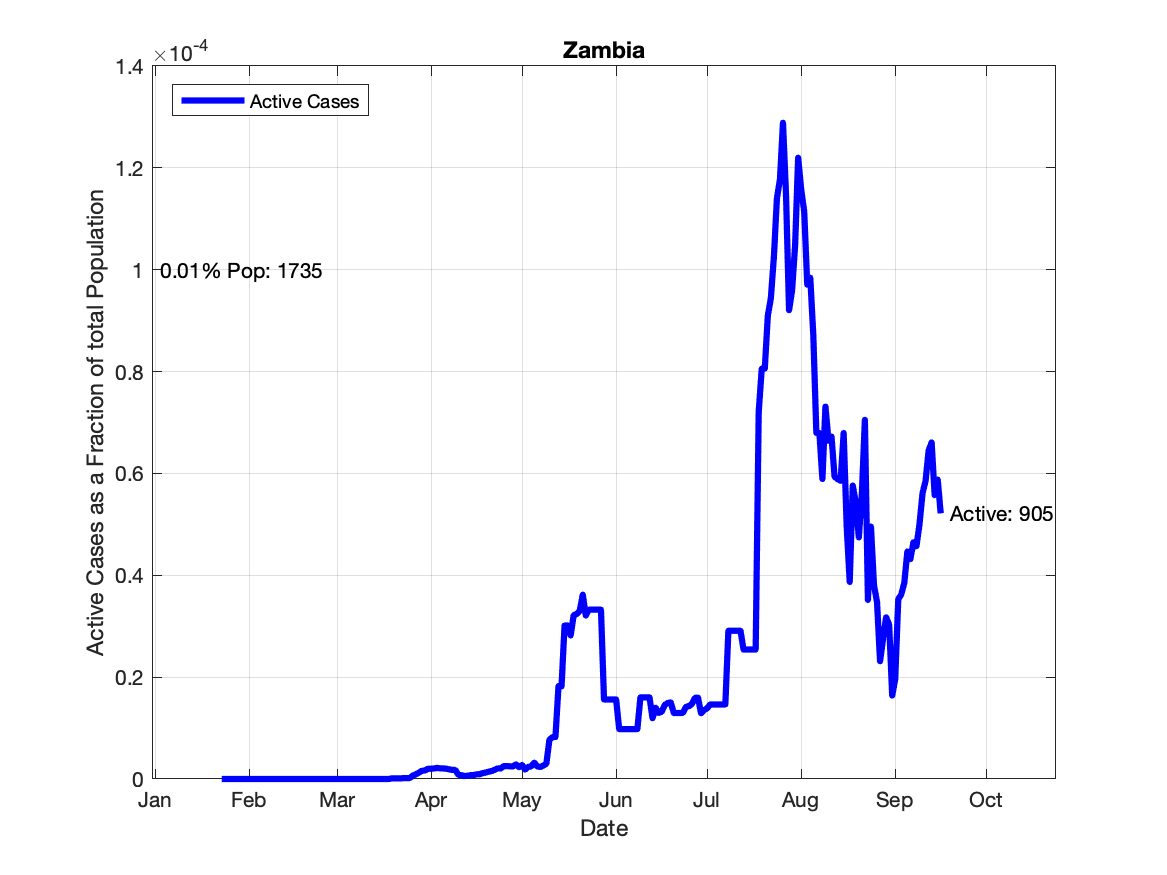 Zambia
×10-4
1.4
1.2
1
0.8
0.6
0.4
0.2
0
Active Cases
0.01% Pop: 1735
Active: 905
Active Cases as a Fraction of total Population
Jan Feb Mar Apr May Jun Jul Aug Sep Oct
Date